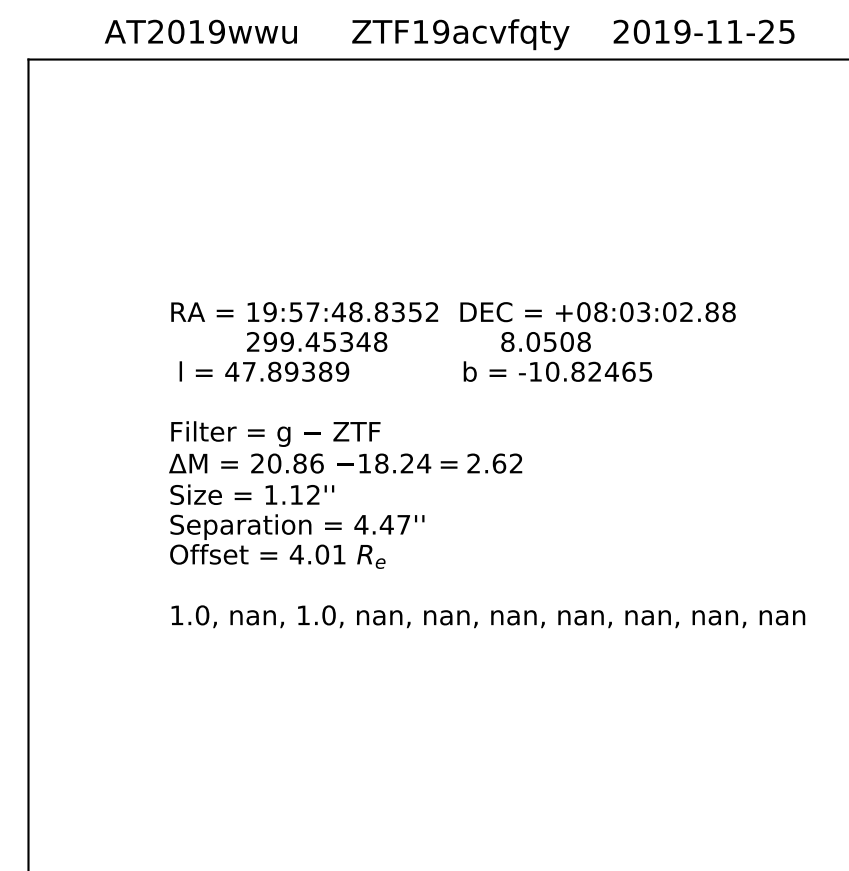 AT2019wwu ZTF19acvfqty 2019-11-25
RA = 19:57:48.8352 DEC = +08:03:02.88
299.45348 8.0508
l = 47.89389 b = -10.82465
Filter = g − ZTF
ΔM = 20.86 −18.24 = 2.62
Size = 1.12''
Separation = 4.47''
Offset = 4.01 Re
1.0, nan, 1.0, nan, nan, nan, nan, nan, nan, nan